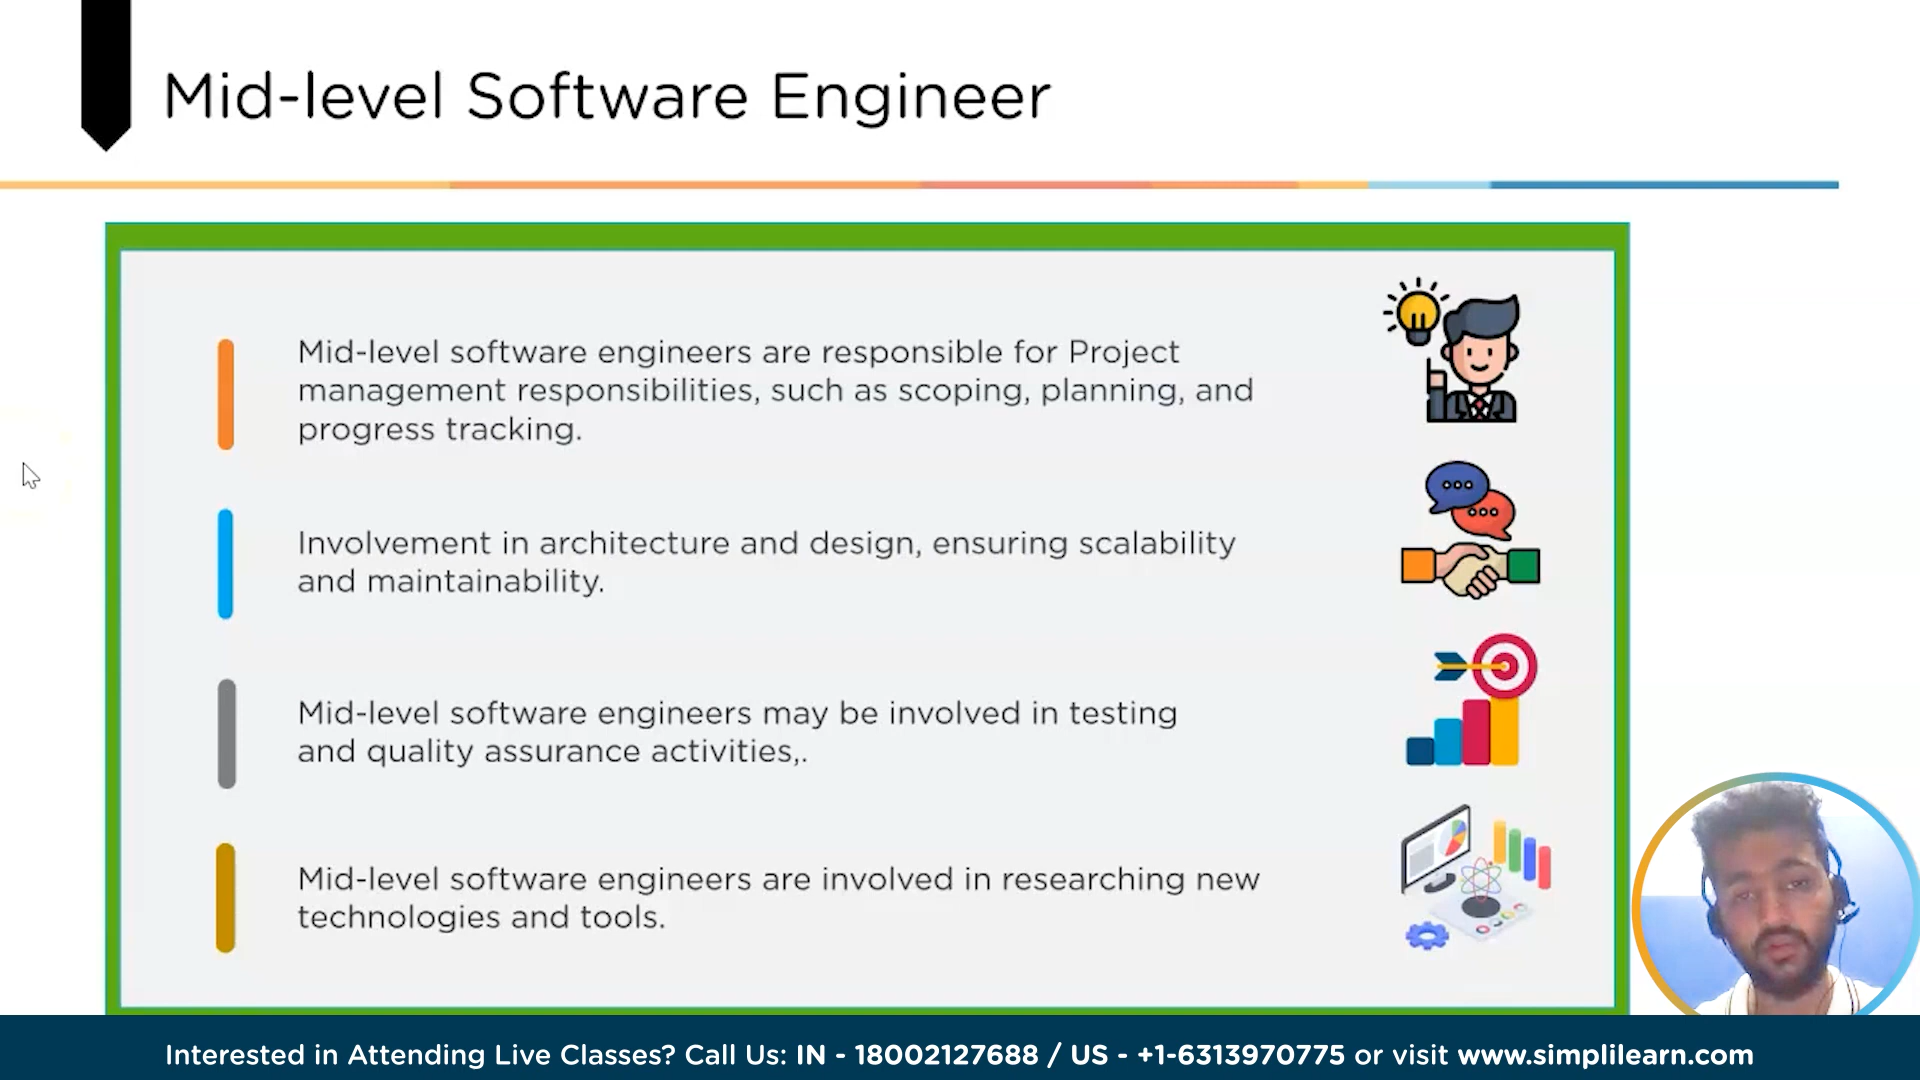 Mid-level Software Engineer
Mid-level software engineers are responsible for Project
management responsibilities, such as scoping, planning, and
progress tracking.
Involvement in architecture and design, ensuring scalability
and maintainability.
Mid-level software engineers may be involved in testing
and quality assurance activities,.
Mid-level software engineers are involved in researching new
technologies and tools.
Interested in Attending Live Classes? Call Us: IN - 18002127688 / US - +1-6313970775 or visit www.simplilearn.com